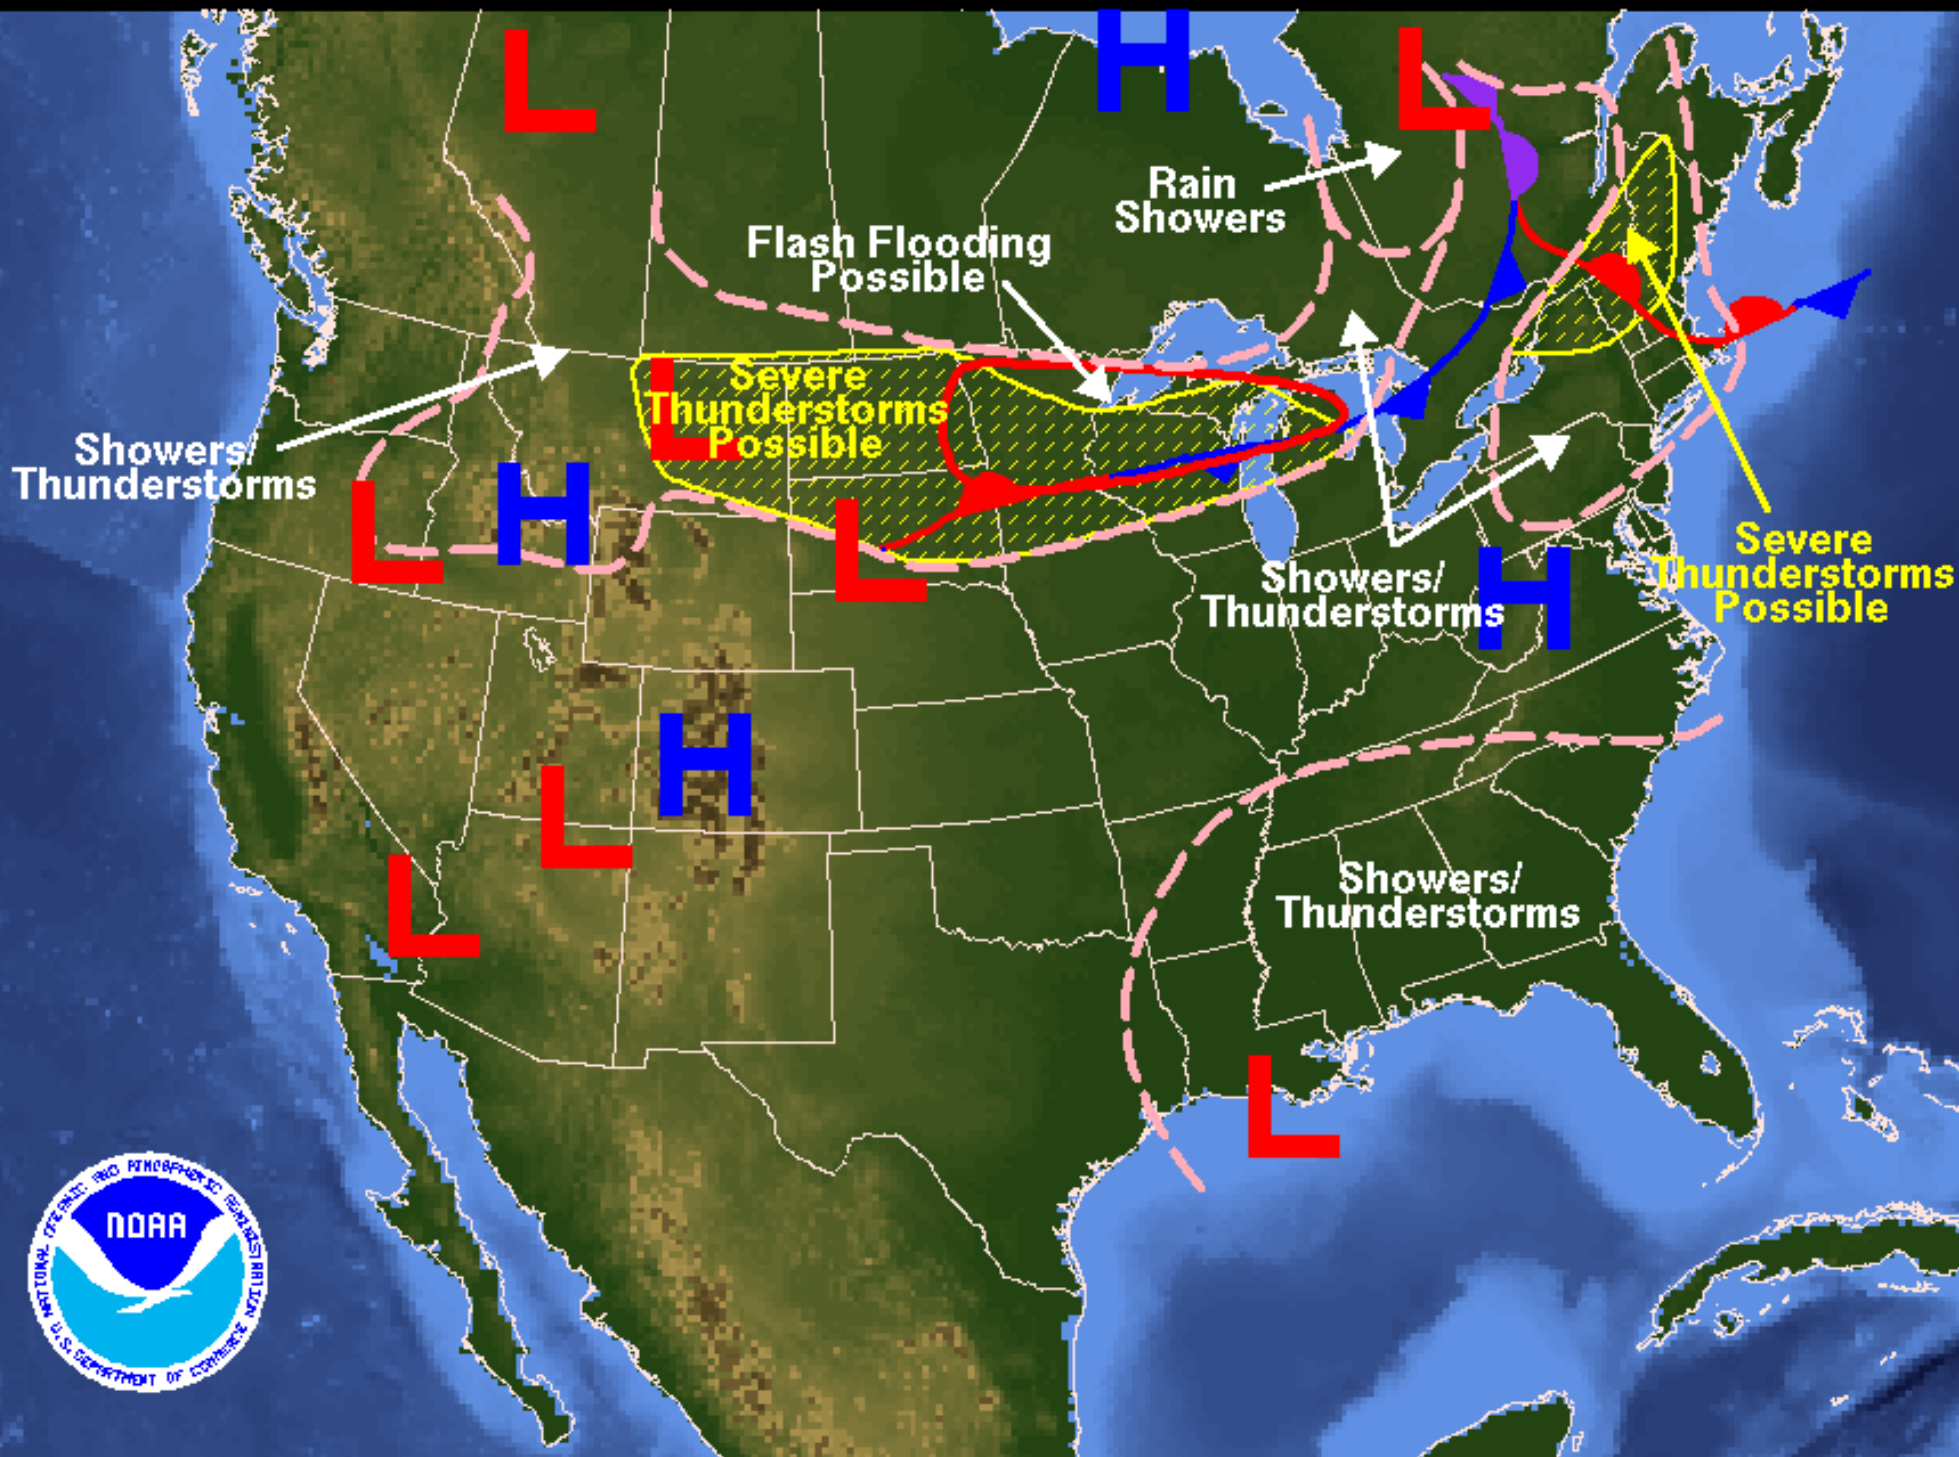 L
H
L
Rain
Showers
Flash Flooding
Possible
L
Severe
Thunderstorms
Possible
Showers/
Thunderstorms
L
H
L
Severe
Thunderstorms
Possible
Showers/
Thunderstorms
H
H
L
L
Showers/
Thunderstorms
L
NOAA
NATIONAL OCEANIC AND ATMOSPHERIC ADMINISTRATION
U.S. DEPARTMENT OF COMMERCE